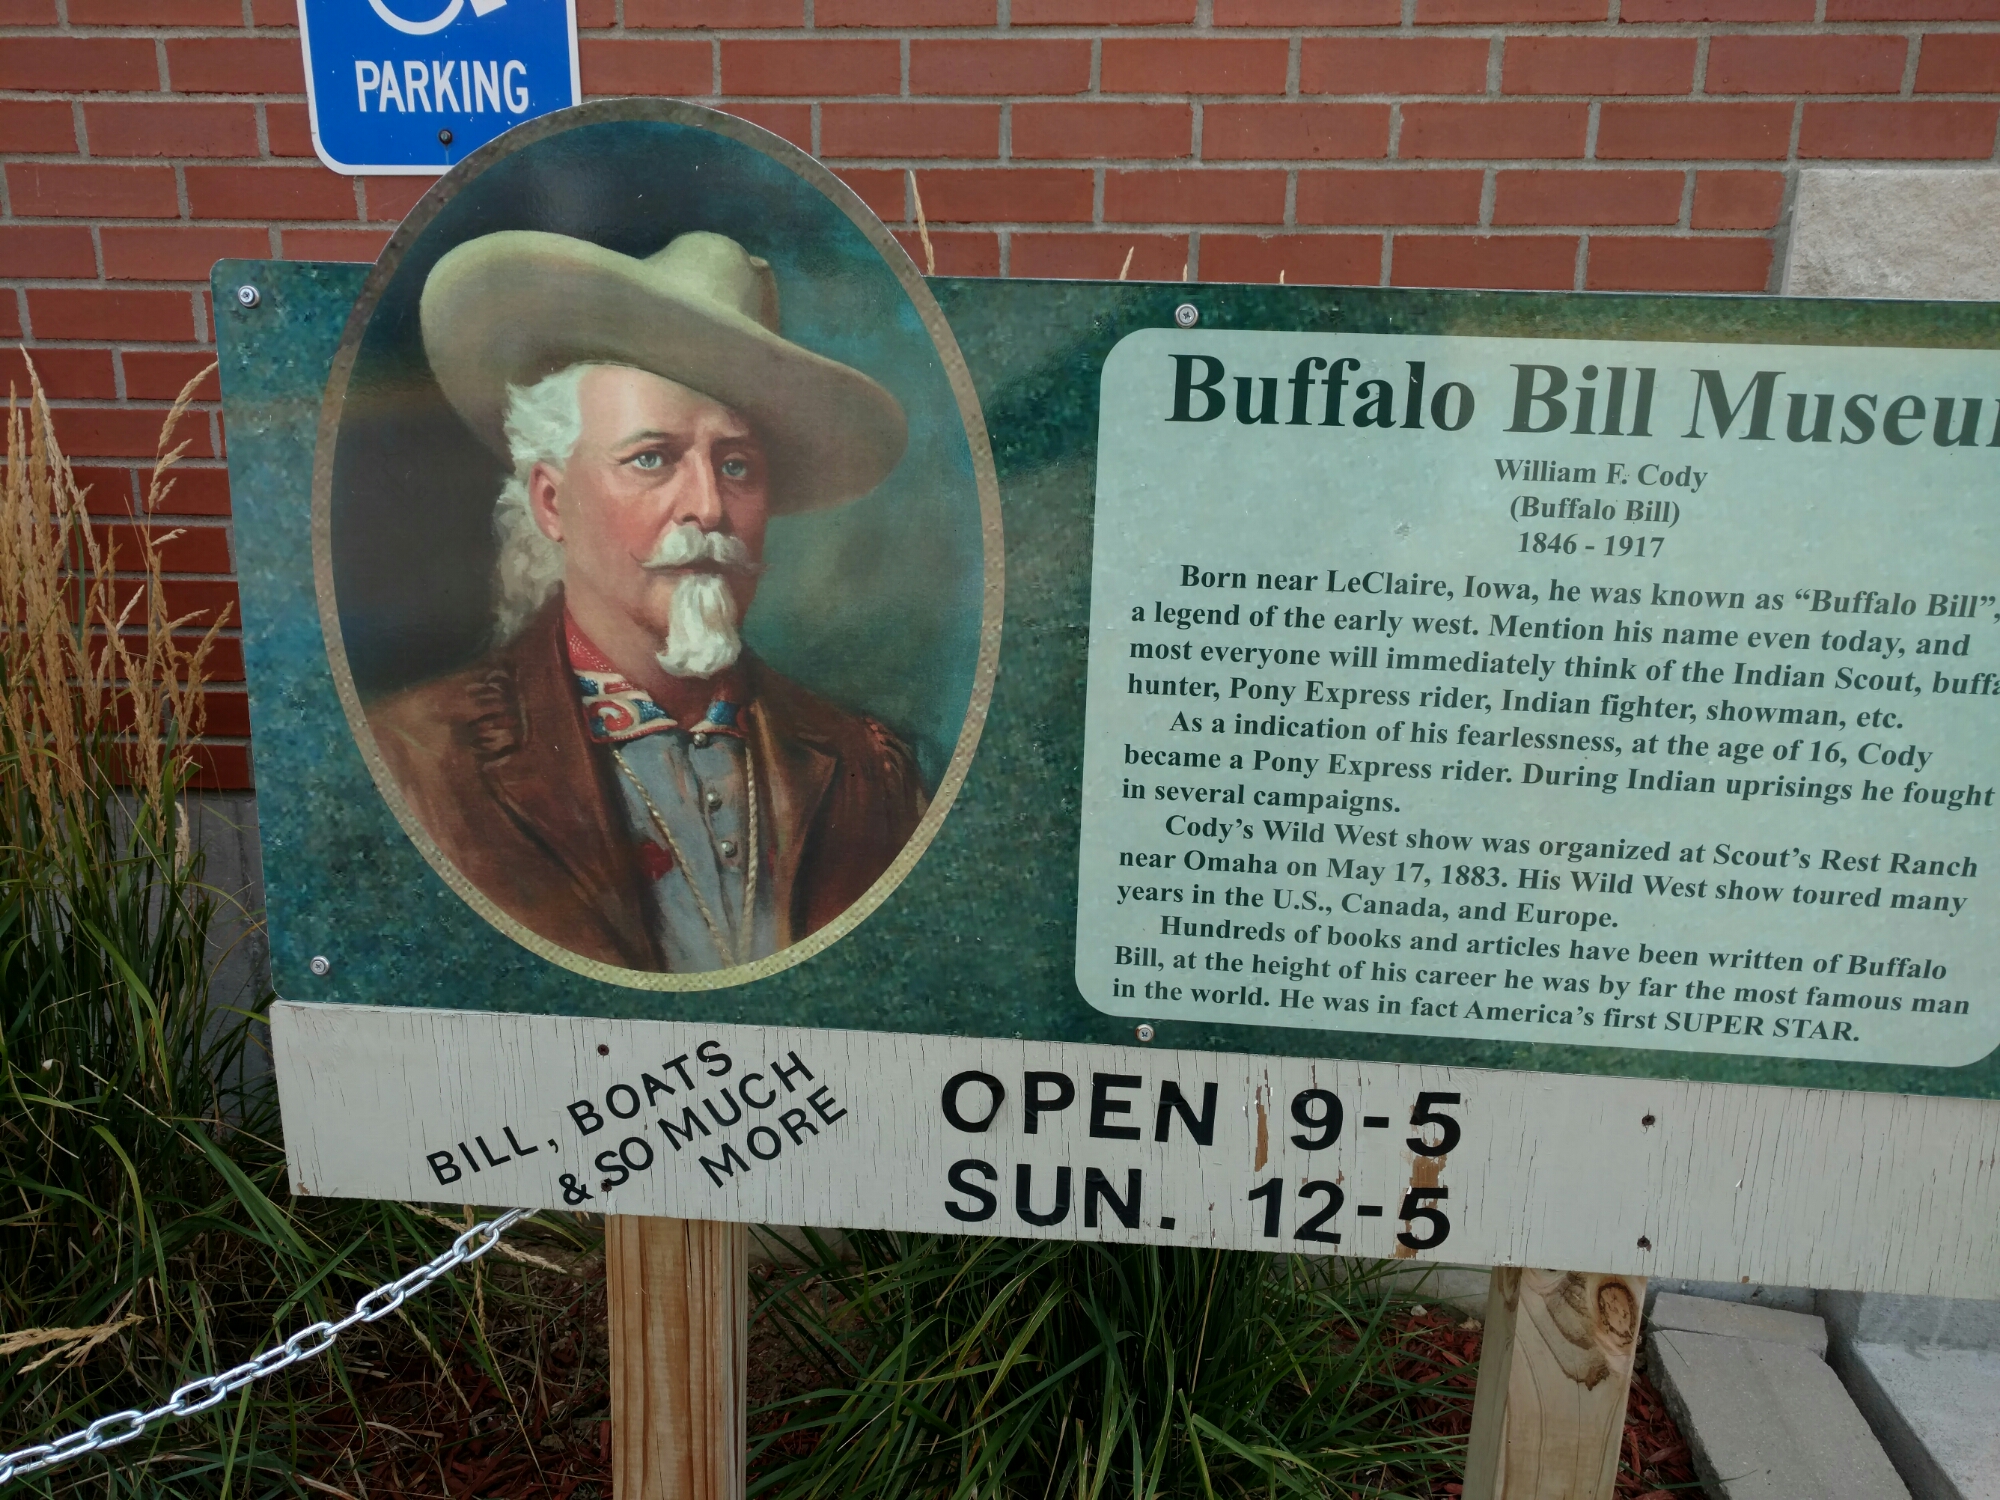 PARKING
Buffalo Bill
William F. Cody
(Buffalo Bill)
1846 - 1917
Born near LeClaire, Iowa, he was known as “Buffalo Bill”,
a legend of the early west. Mention his name even today, and
most everyone will immediately think of the Indian Scout,
hunter, Pony Express rider, Indian fighter, showman, etc.
As a indication of his fearlessness, at the age of 16, Cody
became a Pony Express rider. During Indian uprisings he fought
in several campaigns.
Cody’s Wild West show was organized at Scout’s Rest Ranch
near Omaha on May 17, 1883. His Wild West show toured many
years in the U.S., Canada, and Europe.
Hundreds of books and articles have been written of Buffalo
Bill, at the height of his career he was by far the most famous man
in the world. He was in fact America’s first SUPER STAR.
BILL, BOATS
& SO MUCH
MORE
OPEN 9-5
SUN. 12-5